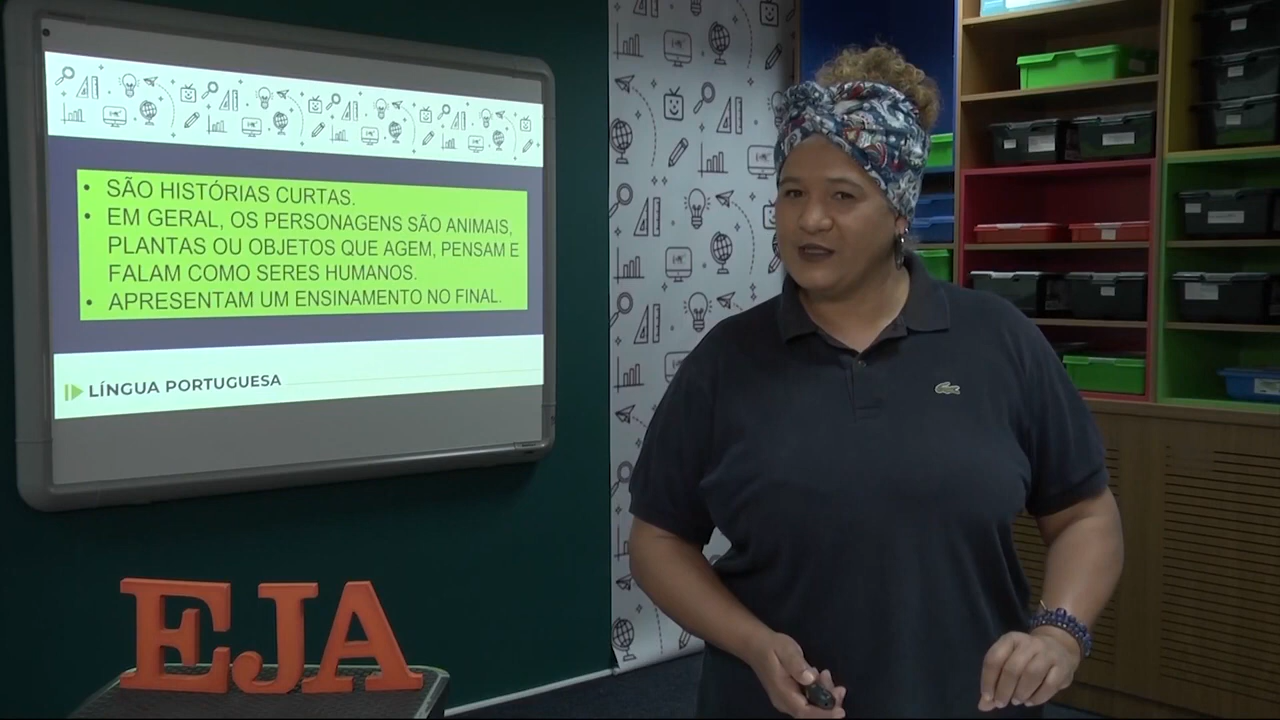 • SÃO HISTÓRIAS CURTAS.
• EM GERAL, OS PERSONAGENS SÃO ANIMAIS,
PLANTAS OU OBJETOS QUE AGEM, PENSAM E
FALAM COMO SERES HUMANOS.
• APRESENTAM UM ENSINAMENTO NO FINAL.
LÍNGUA PORTUGUESA
EJA